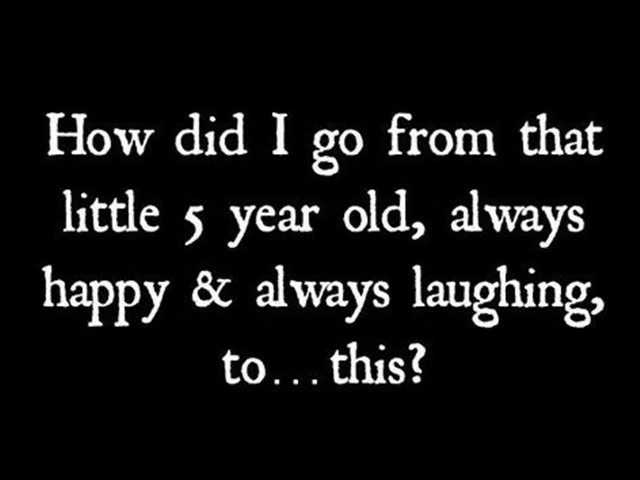 How did I go from that
little 5 year old, always
happy & always laughing,
to...this?